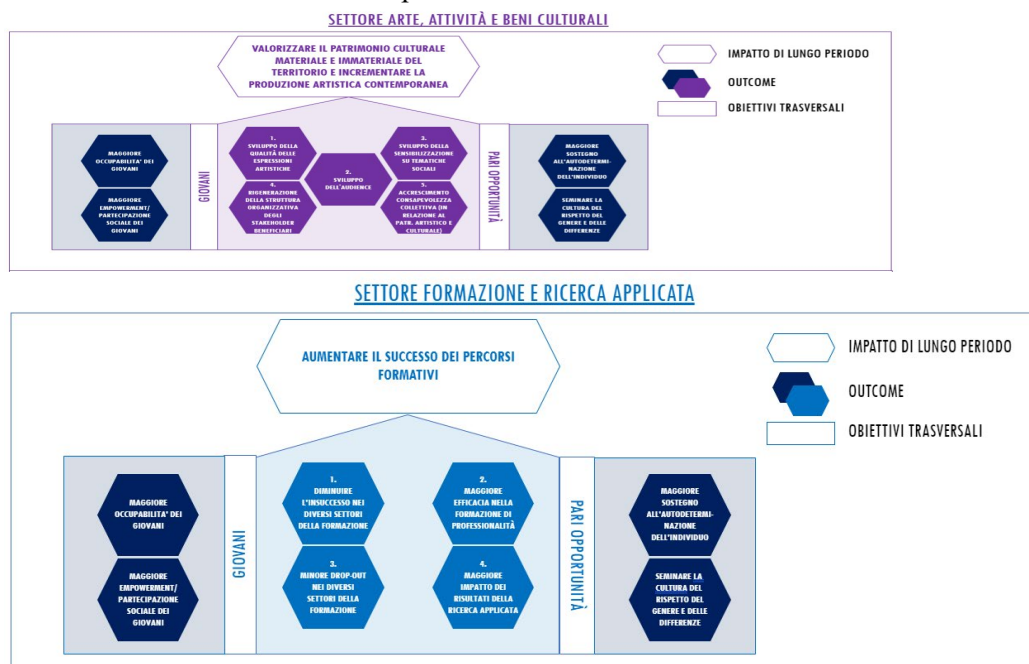 SETTORE ARTE, ATTIVITÀ E BENI CULTURALI
VALORIZZARE IL PATRIMONIO CULTURALE
MATERIALE E IMMATERIALE DEL
TERRITORIO E INCREMENTARE LA
PRODUZIONE ARTISTICA CONTEMPORANEA
IMPATTO DI LUNGO PERIODO
OUTCOME
OBIETTIVI TRASVERSALI
MAGGIORE
OCCUPABILITA' DEI
GIOVANI
MAGGIORE
EMPOWERMENT/
PARTECIPAZIONE
SOCIALE DEI
GIOVANI
GIOVANI
1.
SVILUPPO DELLA
QUALITÀ DELLE
ESPRESSIONI
ARTISTICHE
4.
RIGENERAZIONE
DELLA STRUTTURA
ORGANIZZATIVA
DEGLI
STAKEHOLDER
BENEFICIARI
2.
SVILUPPO
DELL'AUDIENCE
3.
SVILUPPO DELLA
SENSIBILIZZAZIONE
SU TEMATICHE
SOCIALI
5.
ACCRESCIMENTO
CONSAPEVOLEZZA
COLLETTIVA (IN
RELAZIONE AL
PATR. ARTISTICO E
CULTURALE)
PARI OPPORTUNITÀ
MAGGIORE
SOSTEGNO
ALL'AUTODETERMI-
NAZIONE
DELL'INDIVIDUO
SEMINARE LA
CULTURA DEL
RISPETTO DEL
GENERE E DELLE
DIFFERENZE
SETTORE FORMAZIONE E RICERCA APPLICATA
AUMENTARE IL SUCCESSO DEI PERCORSI
FORMATIVI
IMPATTO DI LUNGO PERIODO
OUTCOME
OBIETTIVI TRASVERSALI
MAGGIORE
OCCUPABILITA' DEI
GIOVANI
MAGGIORE
EMPOWERMENT/
PARTECIPAZIONE
SOCIALE DEI
GIOVANI
GIOVANI
1.
DIMINUIRE
L'INSUCCESSO NEI
DIVERSI SETTORI
DELLA FORMAZIONE
2.
MAGGIORE
EFFICACIA NELLA
FORMAZIONE DI
PROFESSIONALITÀ
3.
MINORE DROP-OUT
NEI DIVERSI
SETTORI DELLA
FORMAZIONE
4.
MAGGIORE
IMPATTO DEI
RISULTATI DELLA
RICERCA APPLICATA
PARI OPPORTUNITÀ
MAGGIORE
SOSTEGNO
ALL'AUTODETERMI-
NAZIONE
DELL'INDIVIDUO
SEMINARE LA
CULTURA DEL
RISPETTO DEL
GENERE E DELLE
DIFFERENZE